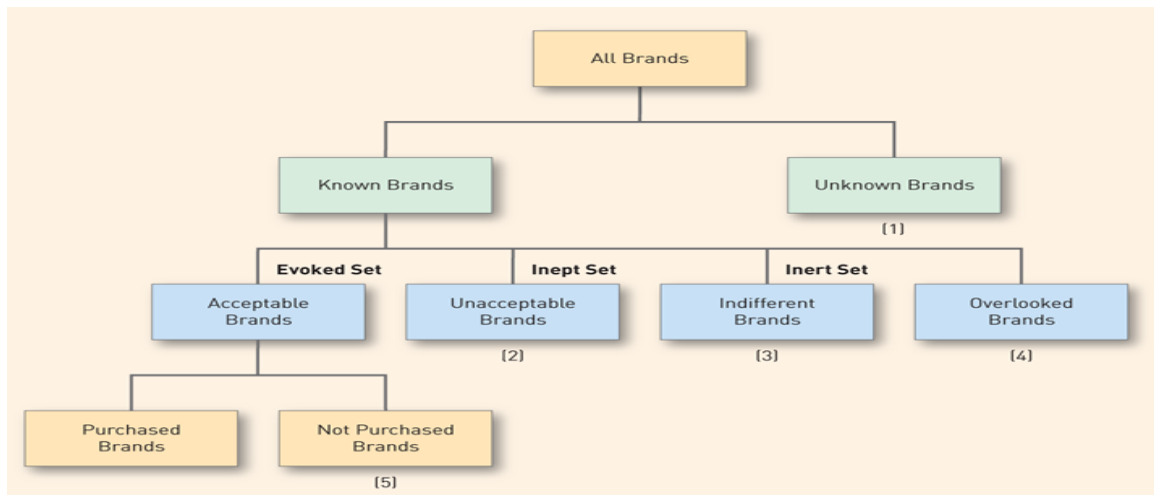 All Brands
Known Brands
Unknown Brands
(1)
Evoked Set
Inept Set
Inert Set
Acceptable
Brands
Unacceptable
Brands
Indifferent
Brands
Overlooked
Brands
(2)
(3)
(4)
Purchased
Brands
Not Purchased
Brands
(5)